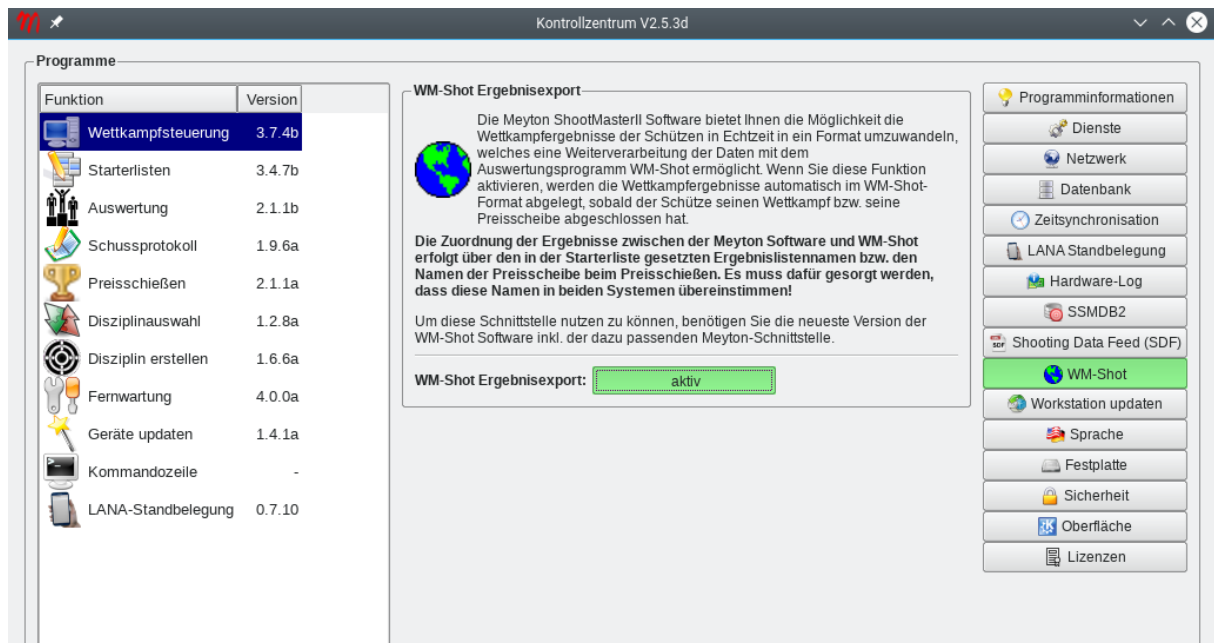 Kontrollzentrum V2.5.3d
Programme
Funktion Version
Wettkampfsteuerung 3.7.4b
Starterlisten 3.4.7b
Auswertung 2.1.1b
Schussprotokoll 1.9.6a
Preisschießen 2.1.1a
Disziplinauswahl 1.2.8a
Disziplin erstellen 1.6.6a
Fernwartung 4.0.0a
Geräte updaten 1.4.1a
Kommandozeile -
LANA-Standbelegung 0.7.10
WM-Shot Ergebnisexport
Die Meyton ShootMasterII Software bietet Ihnen die Möglichkeit die
Wettkampfergebnisse der Schützen in Echtzeit in ein Format umzuwandeln,
welches eine Weiterverarbeitung der Daten mit dem
Auswertungsprogramm WM-Shot ermöglicht. Wenn Sie diese Funktion
aktivieren, werden die Wettkampfergebnisse automatisch im WM-Shot-
Format abgelegt, sobald der Schütze seinen Wettkampf bzw. seine
Preisscheibe abgeschlossen hat.
Die Zuordnung der Ergebnisse zwischen der Meyton Software und WM-Shot
erfolgt über den in der Starterliste gesetzten Ergebnislistennamen bzw. den
Namen der Preisscheibe beim Preisschießen. Es muss dafür gesorgt werden,
dass diese Namen in beiden Systemen übereinstimmen!
Um diese Schnittstelle nutzen zu können, benötigen Sie die neueste Version der
WM-Shot Software inkl. der dazu passenden Meyton-Schnittstelle.
WM-Shot Ergebnisexport: aktiv
Programminformationen
Dienste
Netzwerk
Datenbank
Zeitsynchronisation
LANA Standbelegung
Hardware-Log
SSMDB2
SDF Shooting Data Feed (SDF)
WM-Shot
Workstation updaten
Sprache
Festplatte
Sicherheit
Oberfläche
Lizenzen